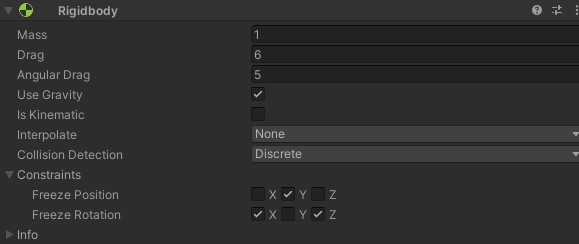 Rigidbody
Mass 1
Drag 6
Angular Drag 5
Use Gravity
Is Kinematic
Interpolate None
Collision Detection Discrete
Constraints
Freeze Position X Y Z
Freeze Rotation X Y Z
Info